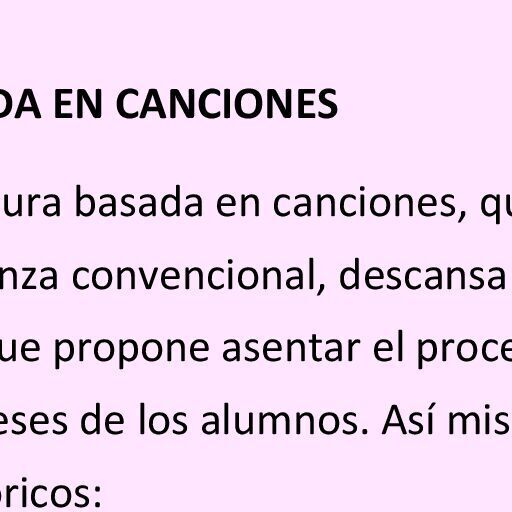 DA EN CANCIONES
ura basada en canciones, qu
nza convencional, descansa
ue propone asentar el proce
eses de los alumnos. Así mis
ricos: